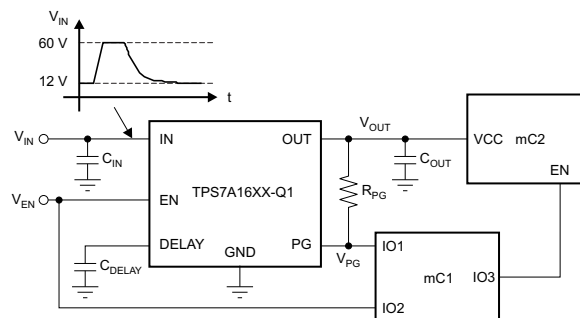 V_IN
60 V
12 V
t
V_IN
C_IN
V_EN
IN
EN
DELAY
GND
OUT
PG
TPS7A16XX-Q1
C_DELAY
V_OUT
C_OUT
R_PG
V_PG
VCC
mC2
EN
IO1
mC1
IO3
IO2